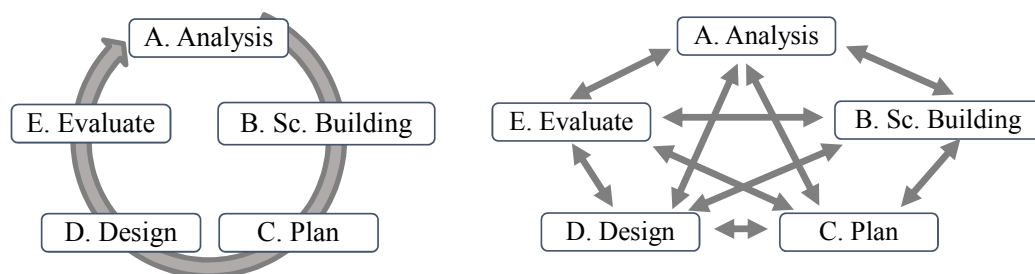 A. Analysis
E. Evaluate
B. Sc. Building
D. Design
C. Plan
A. Analysis
E. Evaluate
B. Sc. Building
D. Design
C. Plan